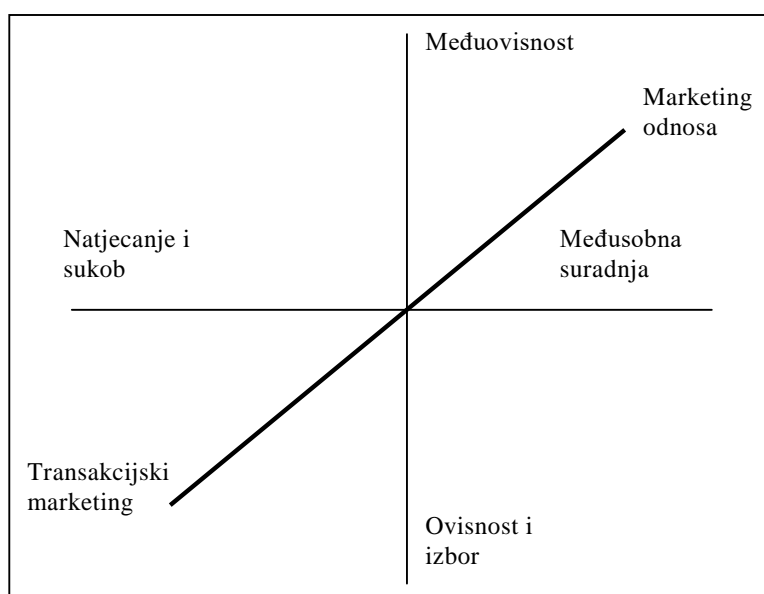 Međuovisnost
Marketing
odnosa
Natjecanje i
sukob
Međusobna
suradnja
Transakcijski
marketing
Ovisnost i
izbor